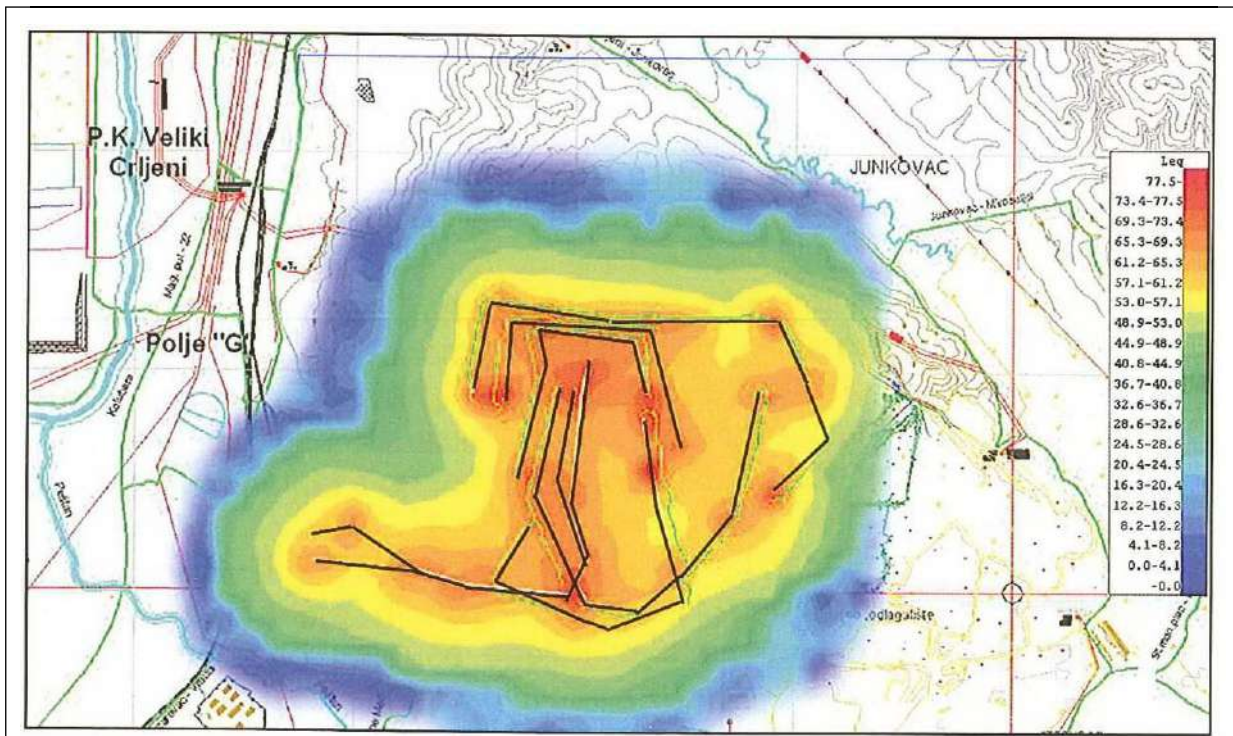 P.K. Veliki
Crljeni
Mag. put - 22
Polje "G"
Kolubara
Peštan
JUNKOVAC
Leq
77.5-
73.4-77.5
69.3-73.4
65.3-69.3
61.2-65.3
57.1-61.2
53.0-57.1
48.9-53.0
44.9-48.9
40.8-44.9
36.7-40.8
32.6-36.7
28.6-32.6
24.5-28.6
20.4-24.5
16.3-20.4
12.2-16.3
8.2-12.2
4.1-8.2
0.0-4.1
-0.0